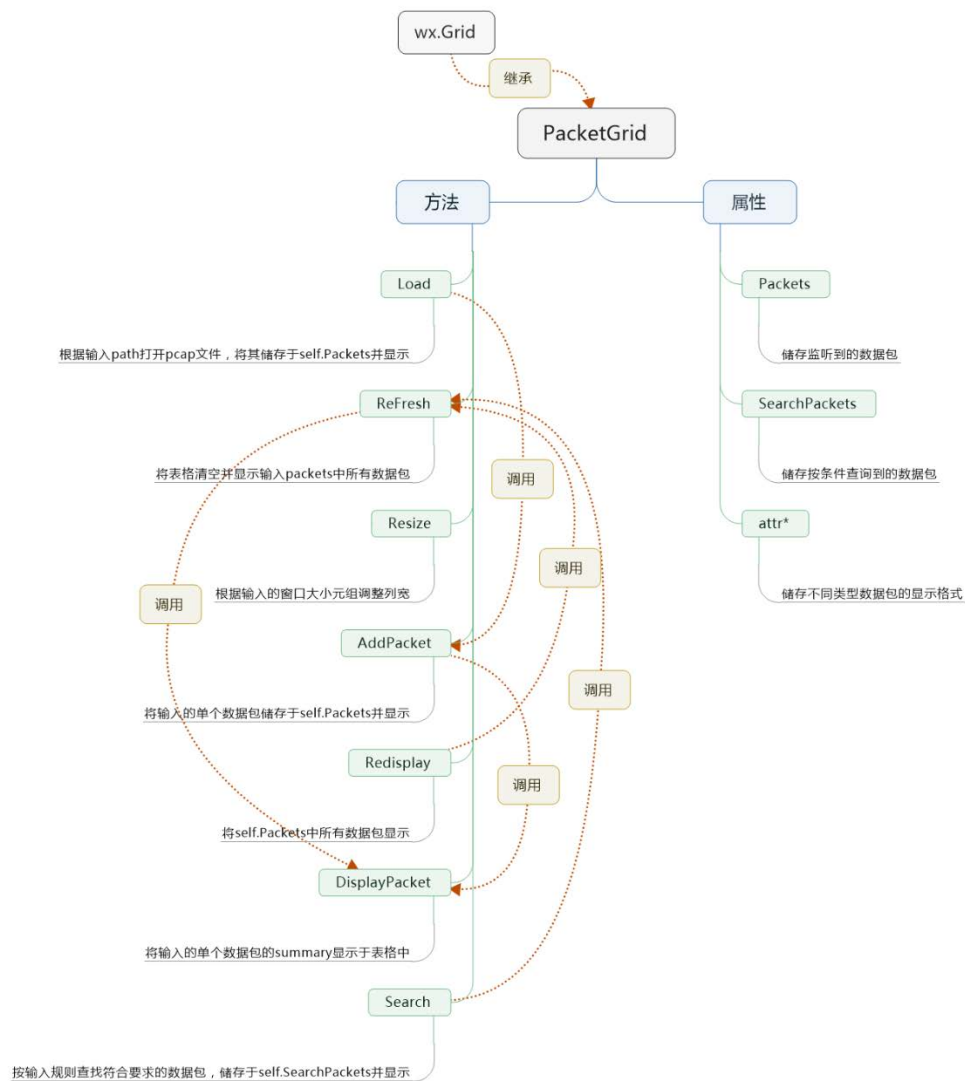 wx.Grid
继承
PacketGrid
方法
属性
Load
Packets
根据输入path打开pcap文件，将其储存于self.Packets并显示
储存监听到的数据包
ReFresh
SearchPackets
将表格清空并显示输入packets中所有数据包
储存按条件查询到的数据包
调用
Resize
attr*
调用
根据输入的窗口大小元组调整列宽
储存不同类型数据包的显示格式
调用
AddPacket
调用
将输入的单个数据包储存于self.Packets并显示
Redisplay
调用
将self.Packets中所有数据包显示
DisplayPacket
将输入的单个数据包的summary显示于表格中
Search
按输入规则查找符合要求的数据包，储存于self.SearchPackets并显示